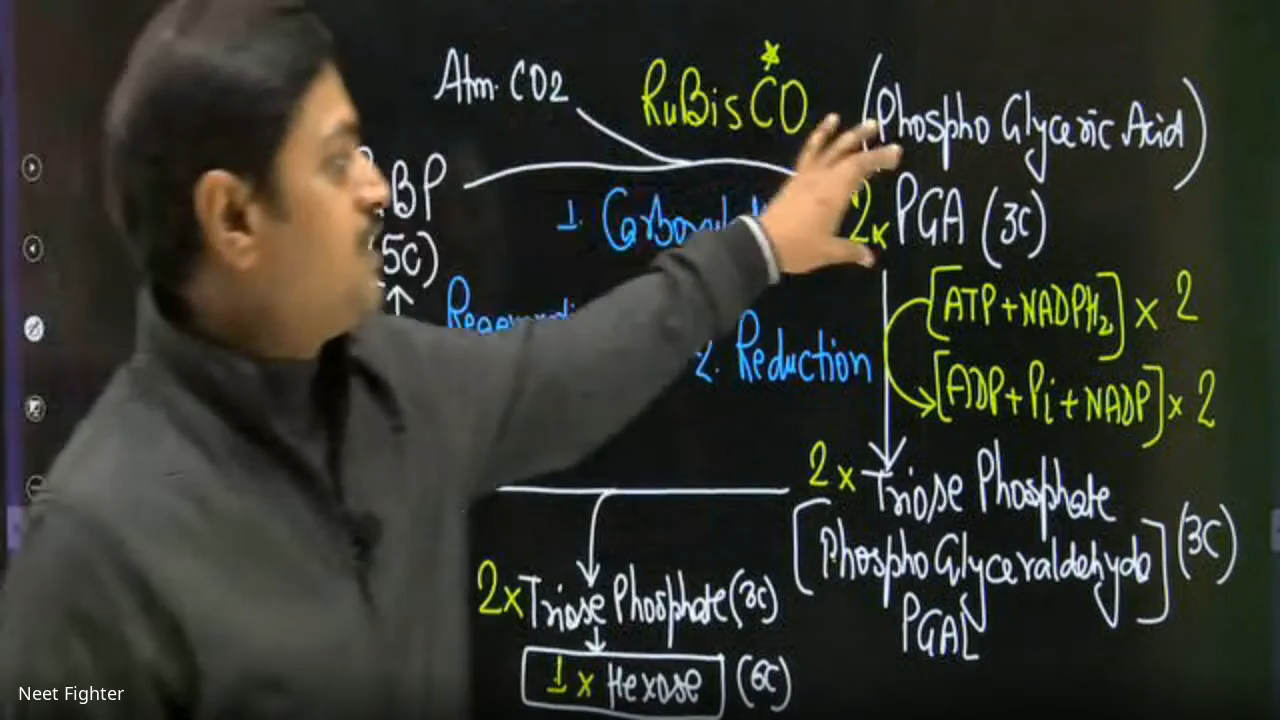 Atm. CO2
RuBisCO
(Phospho Glyceric Acid)
BP
(5C)
1. Carboxyl
2x PGA (3C)
[ATP+NADPH2] x 2
2. Reduction
[ADP+Pi+NADP] x 2
2x Triose Phosphate
[Phospho Glyceraldehyde] (3C)
PGAL
2x Triose Phosphate (3C)
1 x Hexose (6C)
Neet Fighter